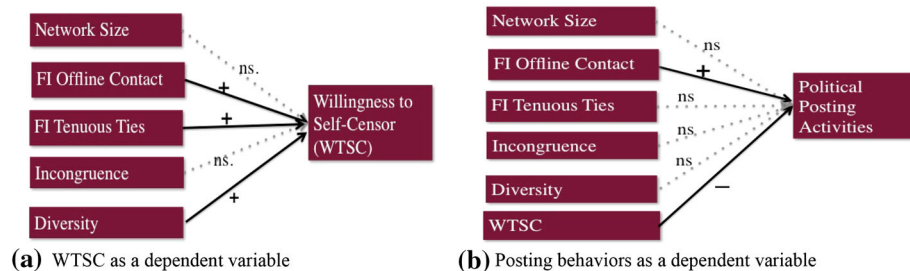 Network Size
ns.
FI Offline Contact
+
FI Tenuous Ties
+
Willingness to
Self-Censor
(WTSC)
ns.
Incongruence
+
Diversity
(a) WTSC as a dependent variable
Network Size
ns
FI Offline Contact
+
FI Tenuous Ties
ns
Political
Posting
Activities
ns
Incongruence
ns
Diversity
–
WTSC
(b) Posting behaviors as a dependent variable